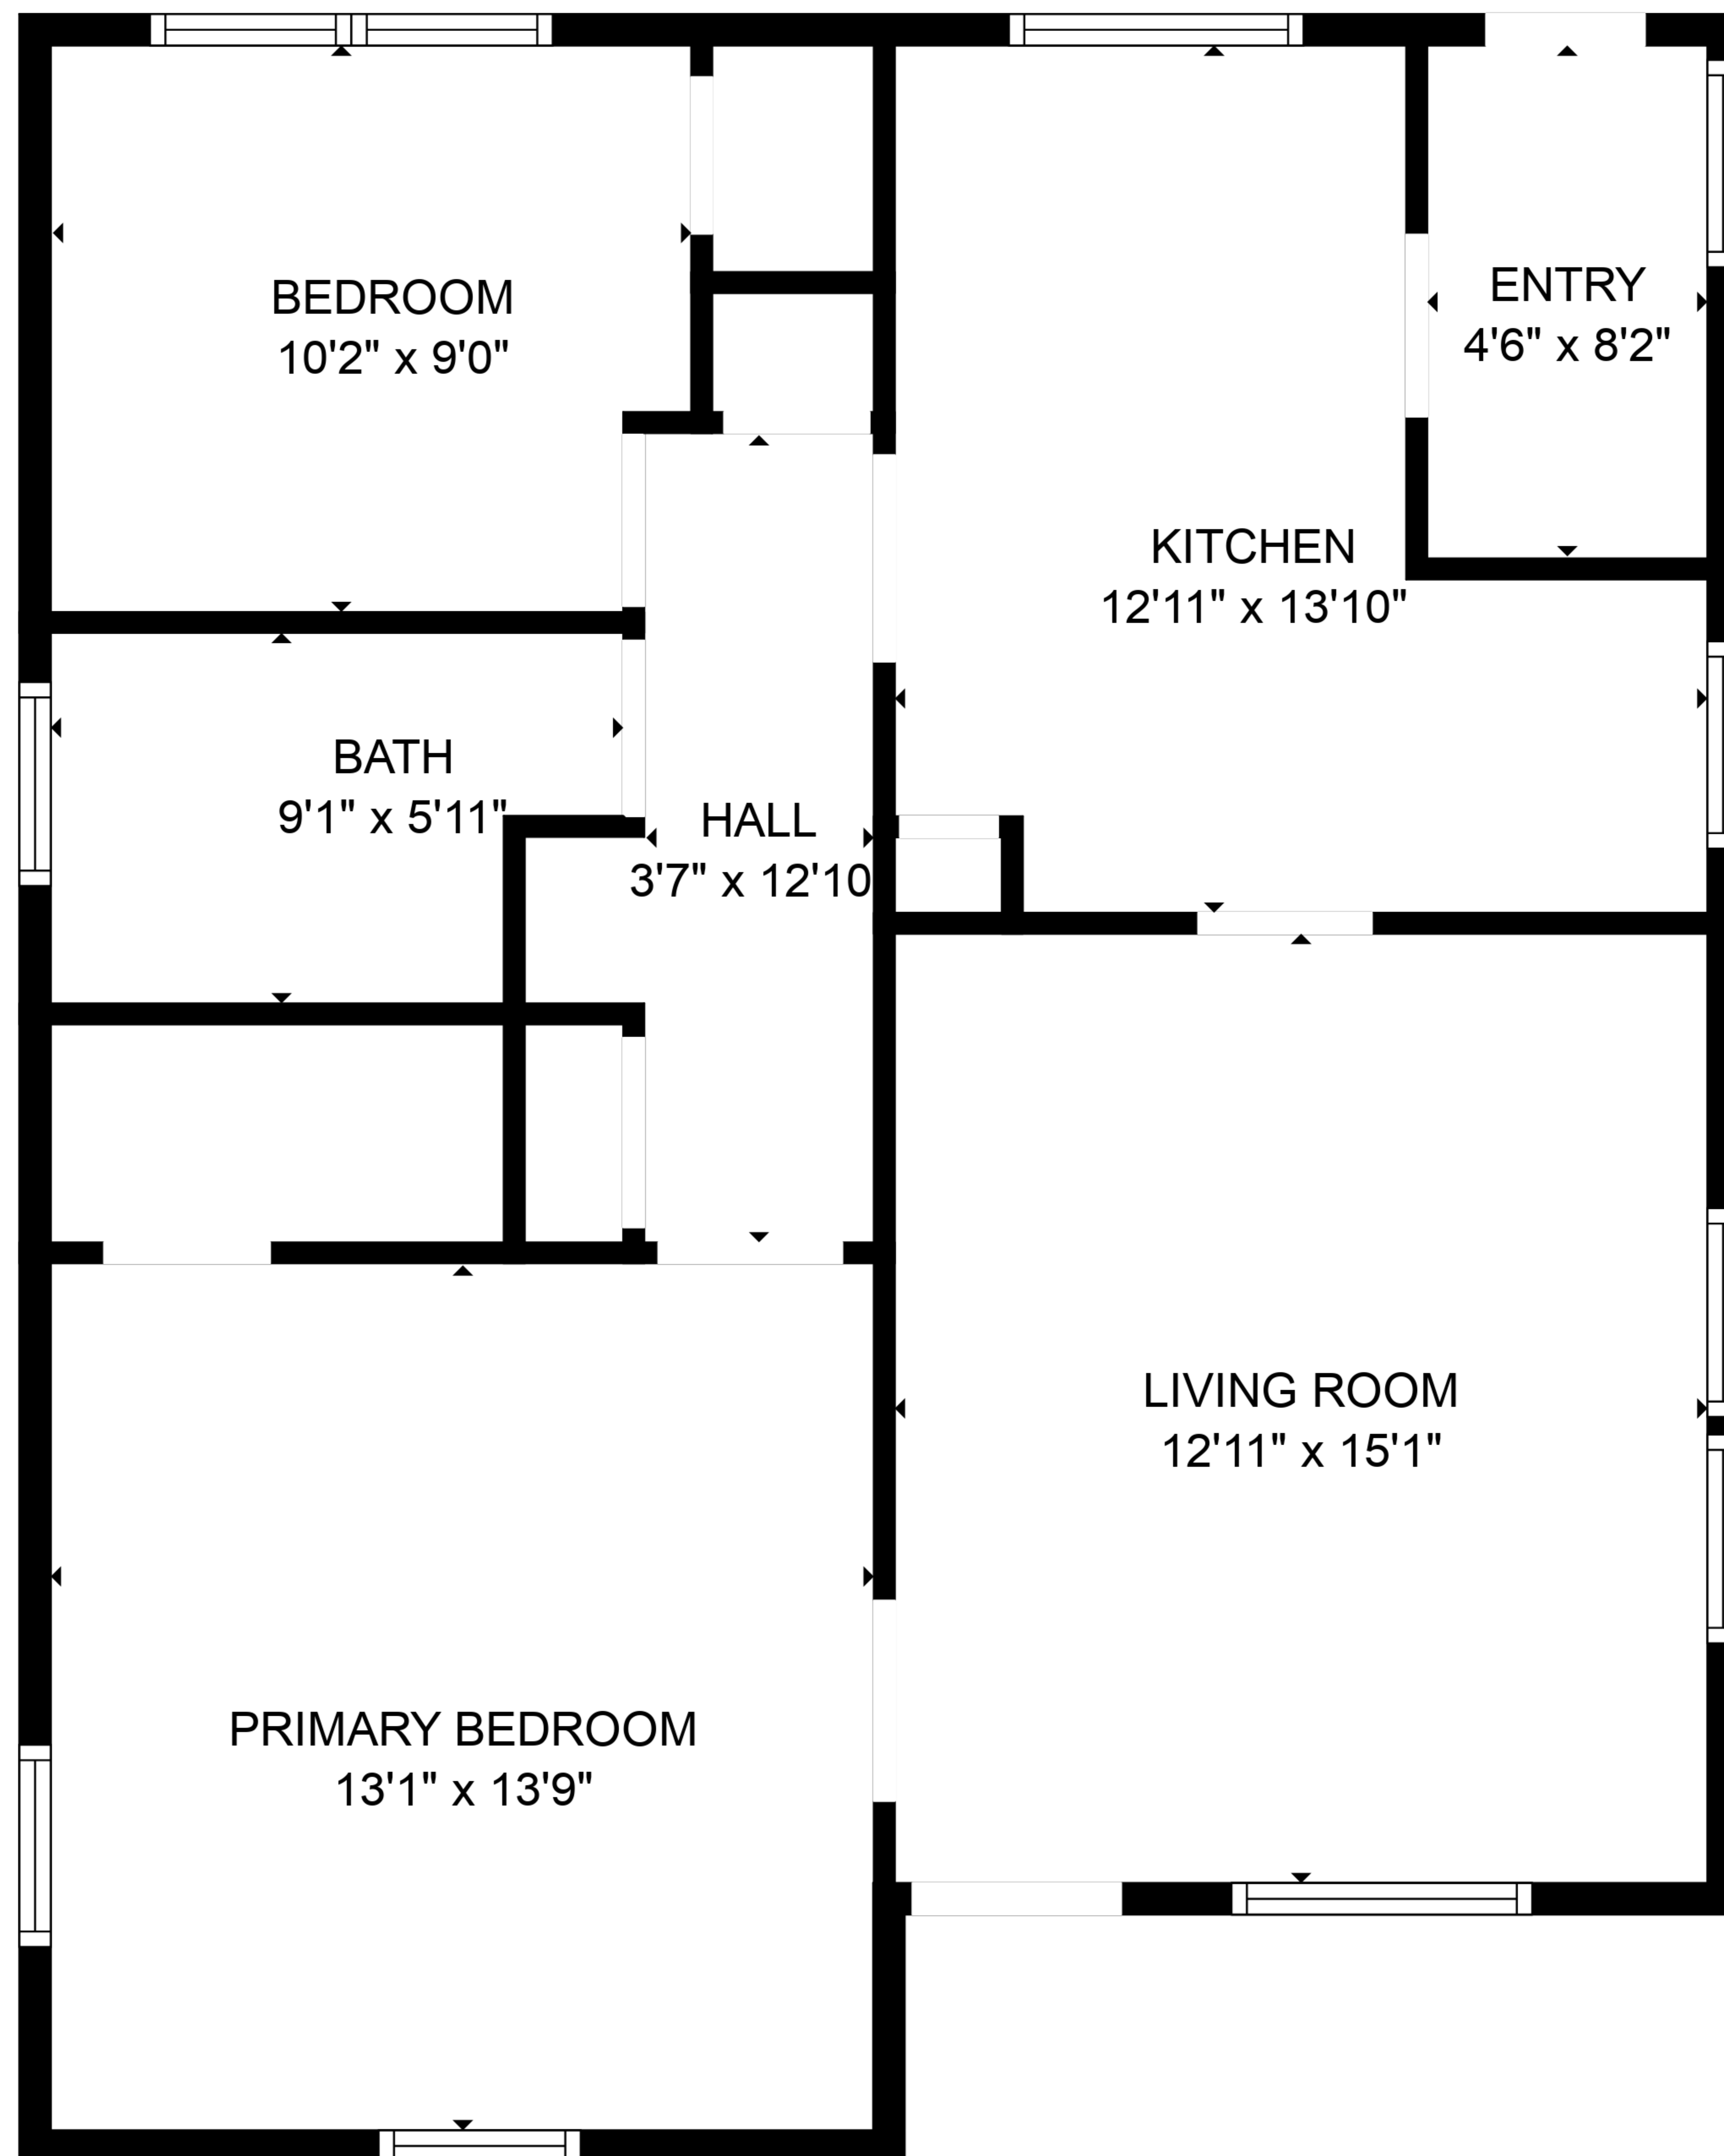 BEDROOM
10'2" x 9'0"
ENTRY
4'6" x 8'2"
KITCHEN
12'11" x 13'10"
BATH
9'1" x 5'11"
HALL
3'7" x 12'10
LIVING ROOM
12'11" x 15'1"
PRIMARY BEDROOM
13'1" x 13'9"